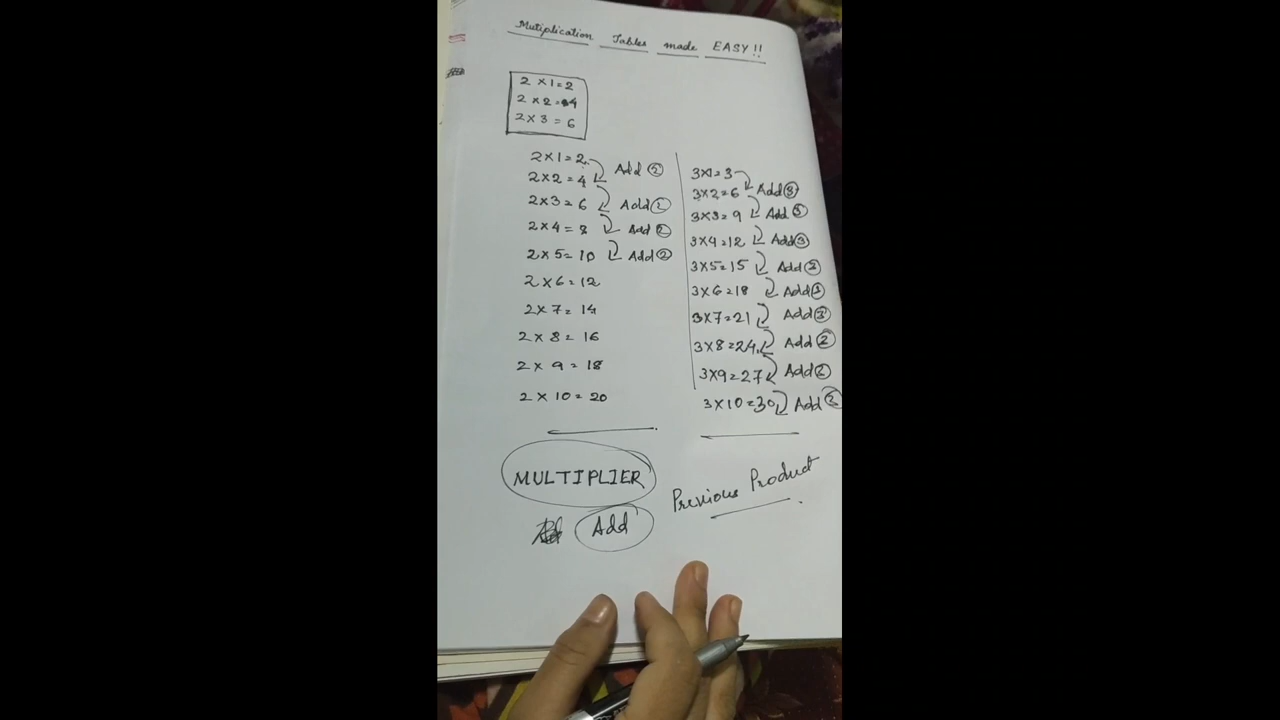 Mutiplication Tables made EASY!!
2 × 1 = 2
2 × 2 = 4
2 × 3 = 6
2 × 1 = 2
Add 2
2 × 2 = 4
2 × 3 = 6
Add 2
2 × 4 = 8
Add 2
2 × 5 = 10
Add 2
2 × 6 = 12
2 × 7 = 14
2 × 8 = 16
2 × 9 = 18
2 × 10 = 20
3×1=3
3×2=6 Add 3
3×3=9 Add 3
3×4=12 Add 3
3×5=15 Add 3
3×6=18 Add 3
3×7=21 Add 3
3×8=24 Add 3
3×9=27 Add 3
3×10=30 Add 3
MULTIPLIER
Add
Previous Product